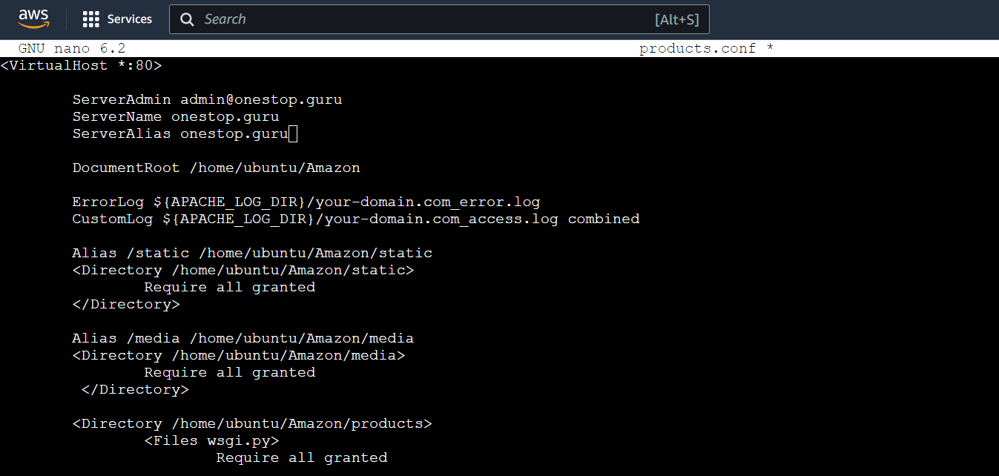 aws Services Search [Alt+S]
GNU nano 6.2 products.conf *
<VirtualHost *:80>
ServerAdmin admin@onestop.guru
ServerName onestop.guru
ServerAlias onestop.guru
DocumentRoot /home/ubuntu/Amazon
ErrorLog ${APACHE_LOG_DIR}/your-domain.com_error.log
CustomLog ${APACHE_LOG_DIR}/your-domain.com_access.log combined
Alias /static /home/ubuntu/Amazon/static
<Directory /home/ubuntu/Amazon/static>
Require all granted
</Directory>
Alias /media /home/ubuntu/Amazon/media
<Directory /home/ubuntu/Amazon/media>
Require all granted
</Directory>
<Directory /home/ubuntu/Amazon/products>
<Files wsgi.py>
Require all granted